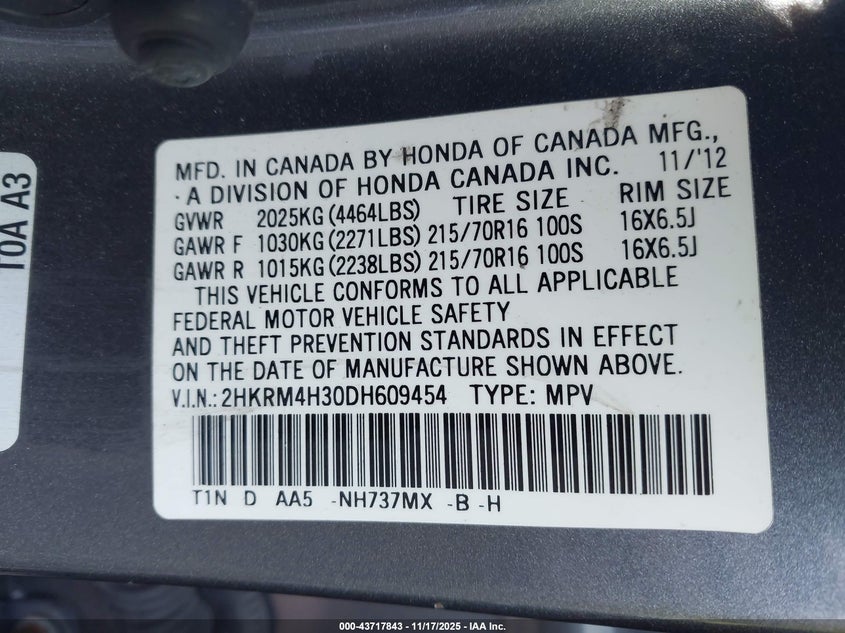 T0A A3
MFD. IN CANADA BY HONDA OF CANADA MFG.,
A DIVISION OF HONDA CANADA INC. 11/'12
GVWR 2025KG(4464LBS) TIRE SIZE RIM SIZE
GAWR F 1030KG(2271LBS) 215/70R16 100S 16X6.5J
GAWR R 1015KG(2238LBS) 215/70R16 100S 16X6.5J
THIS VEHICLE CONFORMS TO ALL APPLICABLE
FEDERAL MOTOR VEHICLE SAFETY
AND THEFT PREVENTION STANDARDS IN EFFECT
ON THE DATE OF MANUFACTURE SHOWN ABOVE.
V.I.N.:2HKRM4H30DH609454 TYPE: MPV
T1N D AA5 -NH737MX -B -H
000-43717843 - 11/17/2025 - IAA Inc.